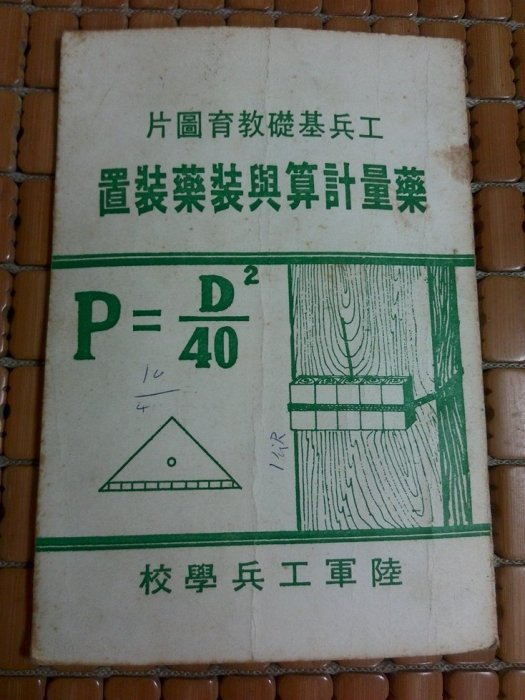 工兵基礎教育圖片
藥量計算與裝藥裝置
P = D² / 40
10
4
陸軍工兵學校